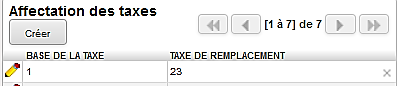 Affectation des taxes
Créer
[1 à 7] de 7
BASE DE LA TAXE TAXE DE REMPLACEMENT
1 23